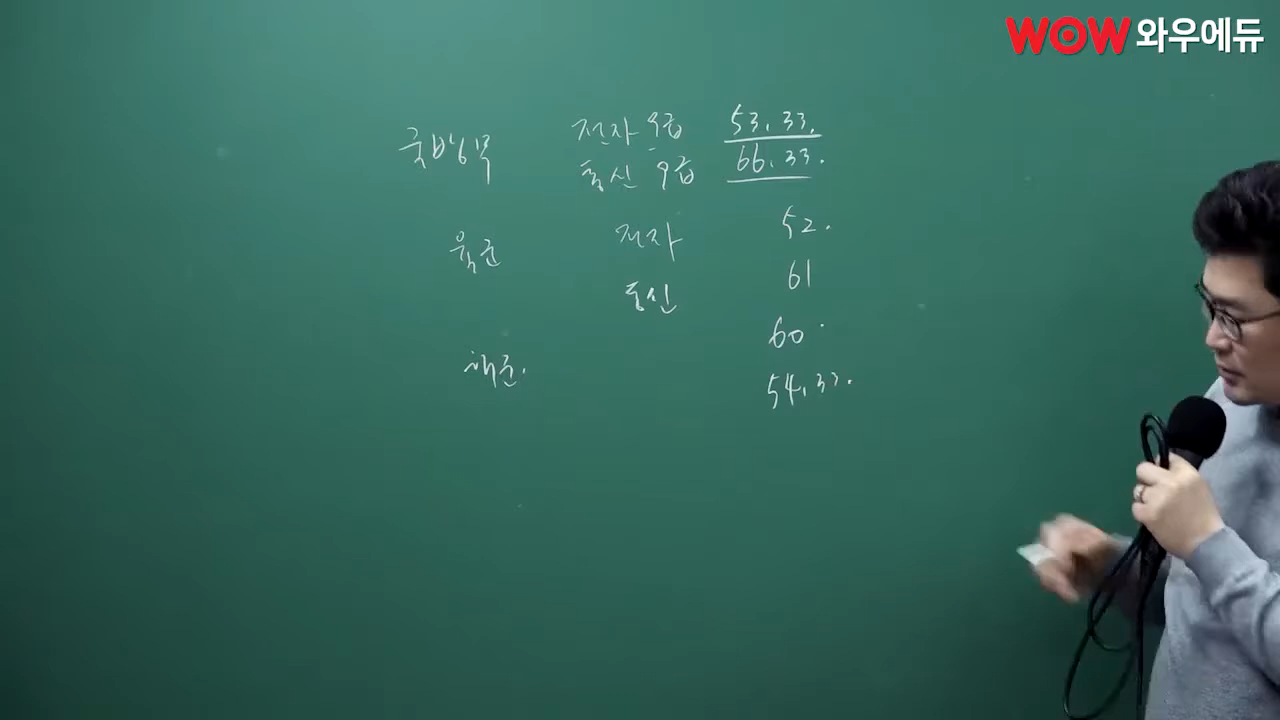 WOW 와우에듀
국방부 전자 9급 53.33.
통신 9급 66.33.
육군 전자 52.
통신 61
60
해군. 54.33.